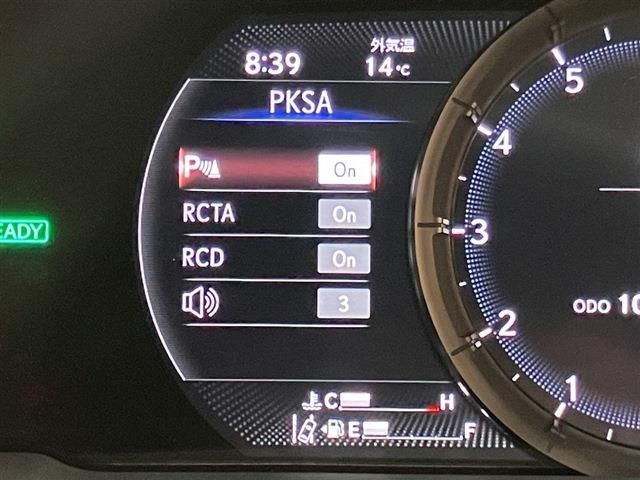 外気温
8:39 14℃
PKSA
P On
RCTA On
RCD On
3
C H
E F
READY
5
4
3
2
1
ODO 10